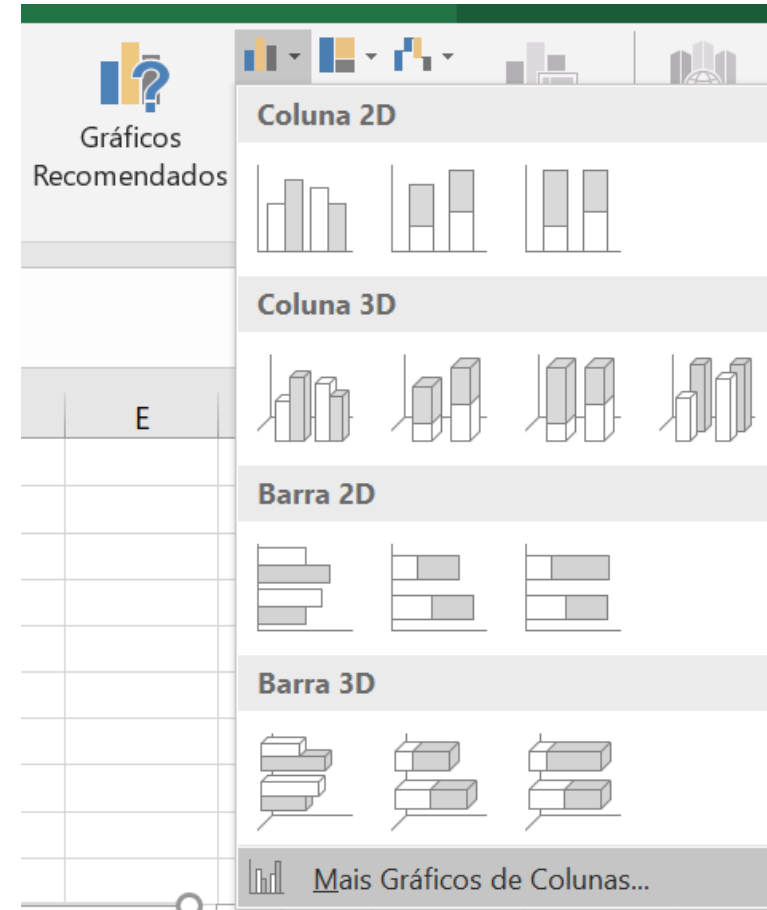 Gráficos
Recomendados
Coluna 2D
Coluna 3D
E
Barra 2D
Barra 3D
Mais Gráficos de Colunas...